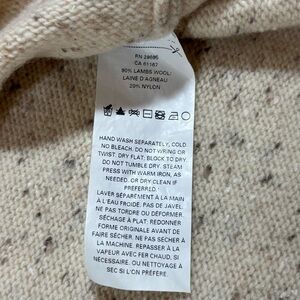 RN 29695
CA 61167
80% LAMBS WOOL/
LAINE D'AGNEAU
20% NYLON
HAND WASH SEPARATELY, COLD.
NO BLEACH. DO NOT WRING OR
TWIST. DRY FLAT; BLOCK TO DRY.
DO NOT TUMBLE DRY. STEAM
PRESS WITH WARM IRON, AS
NEEDED. OR DRY CLEAN IF
PREFERRED.
LAVER SÉPARATEMENT À LA MAIN
À L'EAU FROIDE. PAS DE JAVEL.
NE PAS TORDRE OU DÉFORMER.
SÉCHAGE À PLAT: REDONNER
FORME ORIGINALE AVANT DE
FAIRE SÉCHER. NE PAS SÉCHER À
LA MACHINE. REPASSER À LA
VAPEUR AVEC FER CHAUD, SI
NÉCESSAIRE. OU NETTOYAGE À
SEC SI L'ON PRÉFÈRE.